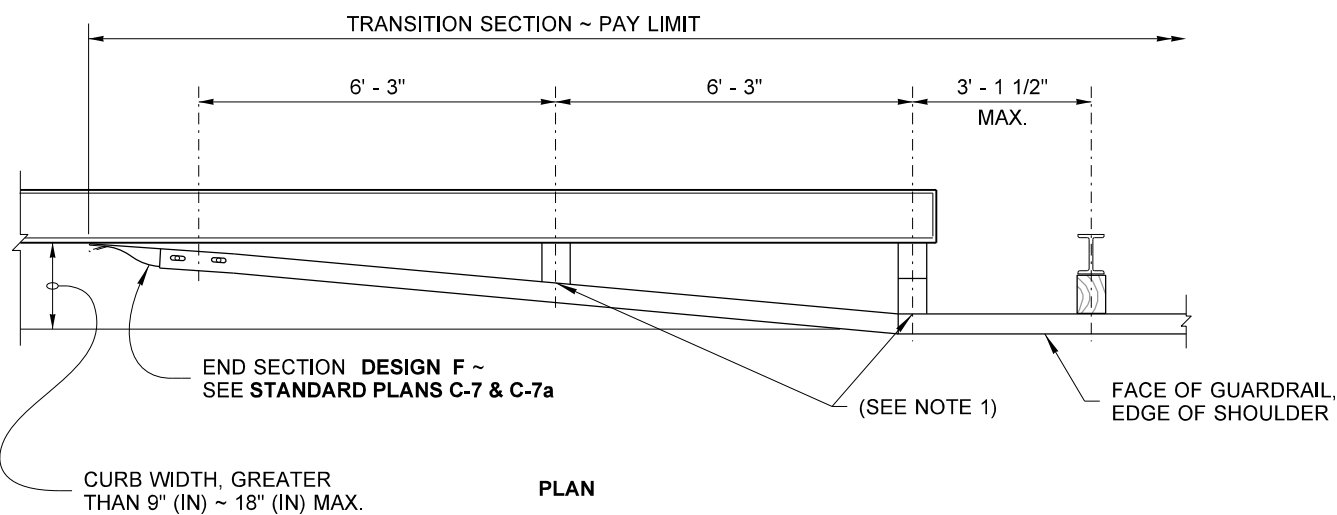 TRANSITION SECTION ~ PAY LIMIT
6' - 3"
6' - 3"
3' - 1 1/2"
MAX.
END SECTION DESIGN F ~
SEE STANDARD PLANS C-7 & C-7a
(SEE NOTE 1)
FACE OF GUARDRAIL,
EDGE OF SHOULDER
CURB WIDTH, GREATER
THAN 9" (IN) ~ 18" (IN) MAX.
PLAN